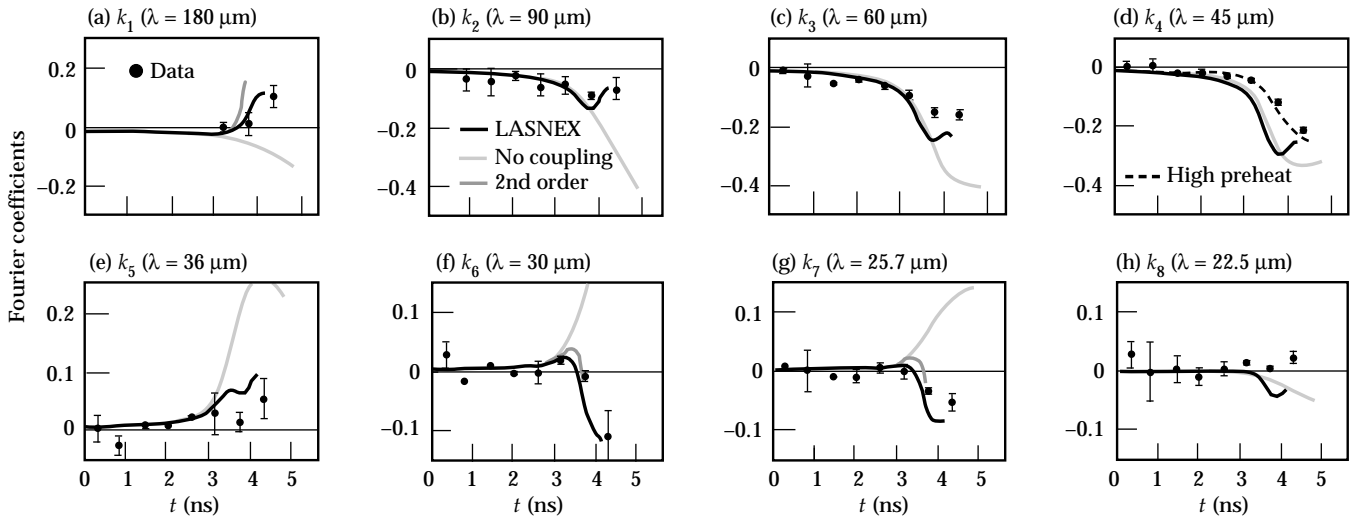 Fourier coefficients
(a) k₁ (λ = 180 μm)
0.2
0
−0.2
Data
(b) k₂ (λ = 90 μm)
0
−0.2
−0.4
LASNEX
No coupling
2nd order
(c) k₃ (λ = 60 μm)
0
−0.2
−0.4
(d) k₄ (λ = 45 μm)
0
−0.2
−0.4
High preheat
(e) k₅ (λ = 36 μm)
0.2
0.1
0
0 1 2 3 4 5
t (ns)
(f) k₆ (λ = 30 μm)
0.1
0
−0.1
0 1 2 3 4 5
t (ns)
(g) k₇ (λ = 25.7 μm)
0.1
0
−0.1
0 1 2 3 4 5
t (ns)
(h) k₈ (λ = 22.5 μm)
0.1
0
−0.1
0 1 2 3 4 5
t (ns)